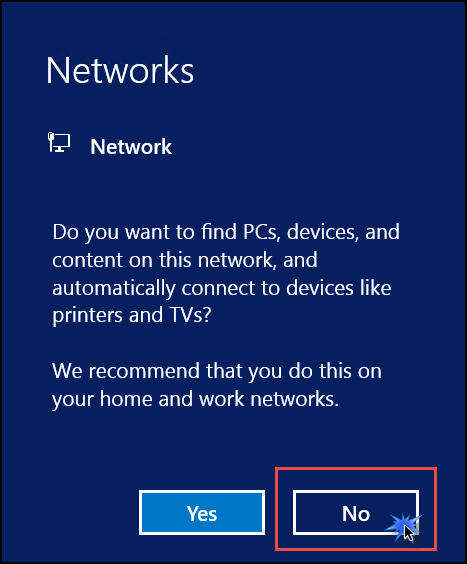 Networks
Network
Do you want to find PCs, devices, and
content on this network, and
automatically connect to devices like
printers and TVs?
We recommend that you do this on
your home and work networks.
Yes
No